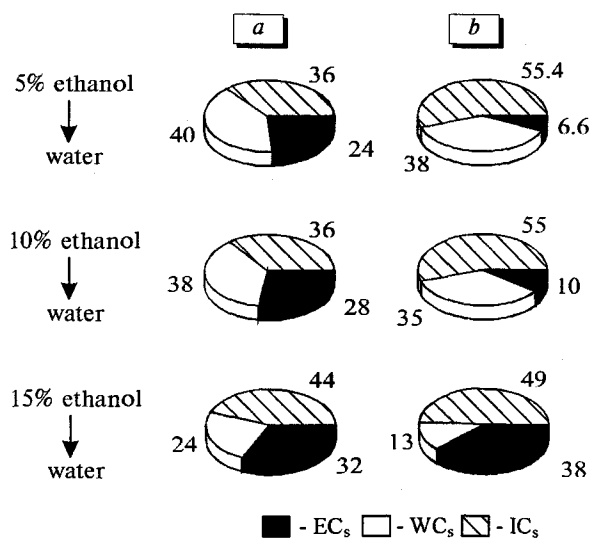 a b
5% ethanol
water
36
40
24
55.4
6.6
38
10% ethanol
water
36
38
28
55
10
35
15% ethanol
water
44
24
32
49
13
38
- ECs - WCs - ICs